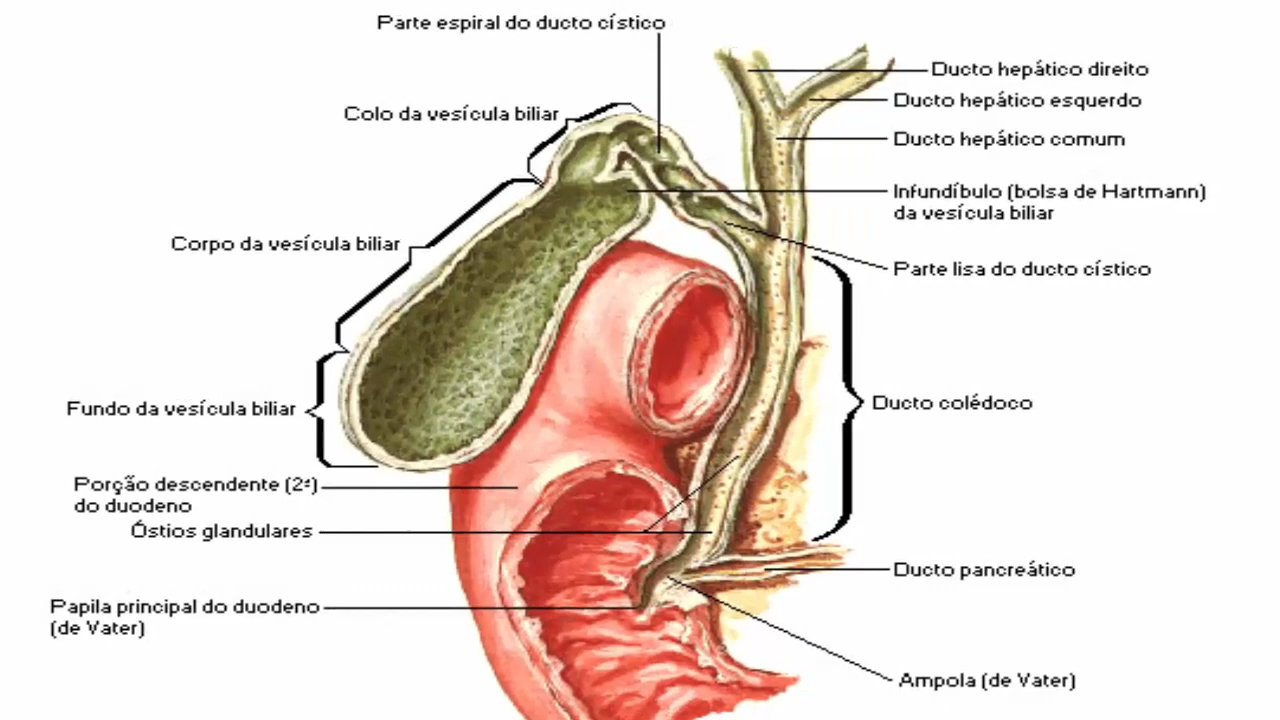 Parte espiral do ducto cístico
Ducto hepático direito
Ducto hepático esquerdo
Colo da vesícula biliar
Ducto hepático comum
Infundíbulo (bolsa de Hartmann)
da vesícula biliar
Corpo da vesícula biliar
Parte lisa do ducto cístico
Ducto colédoco
Fundo da vesícula biliar
Porção descendente (2ª)
do duodeno
Óstios glandulares
Ducto pancreático
Papila principal do duodeno
(de Vater)
Ampola (de Vater)